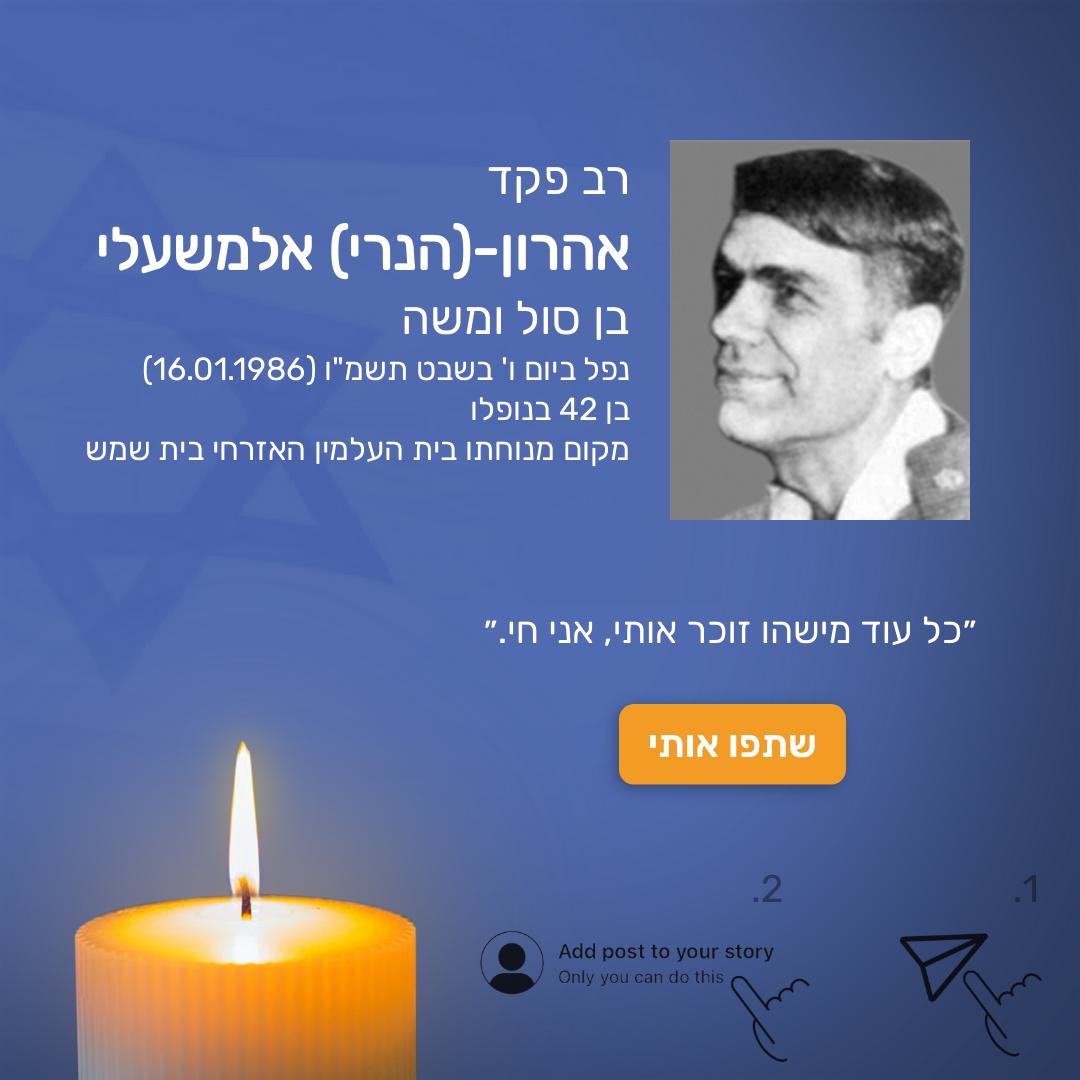 רב פקד
אהרון-(הנרי) אלמשעלי
בן סול ומשה
נפל ביום ו' בשבט תשמ"ו (16.01.1986)
בן 42 בנופלו
מקום מנוחתו בית העלמין האזרחי בית שמש
״כל עוד מישהו זוכר אותי, אני חי.״
שתפו אותי
.1
.2
Add post to your story
Only you can do this